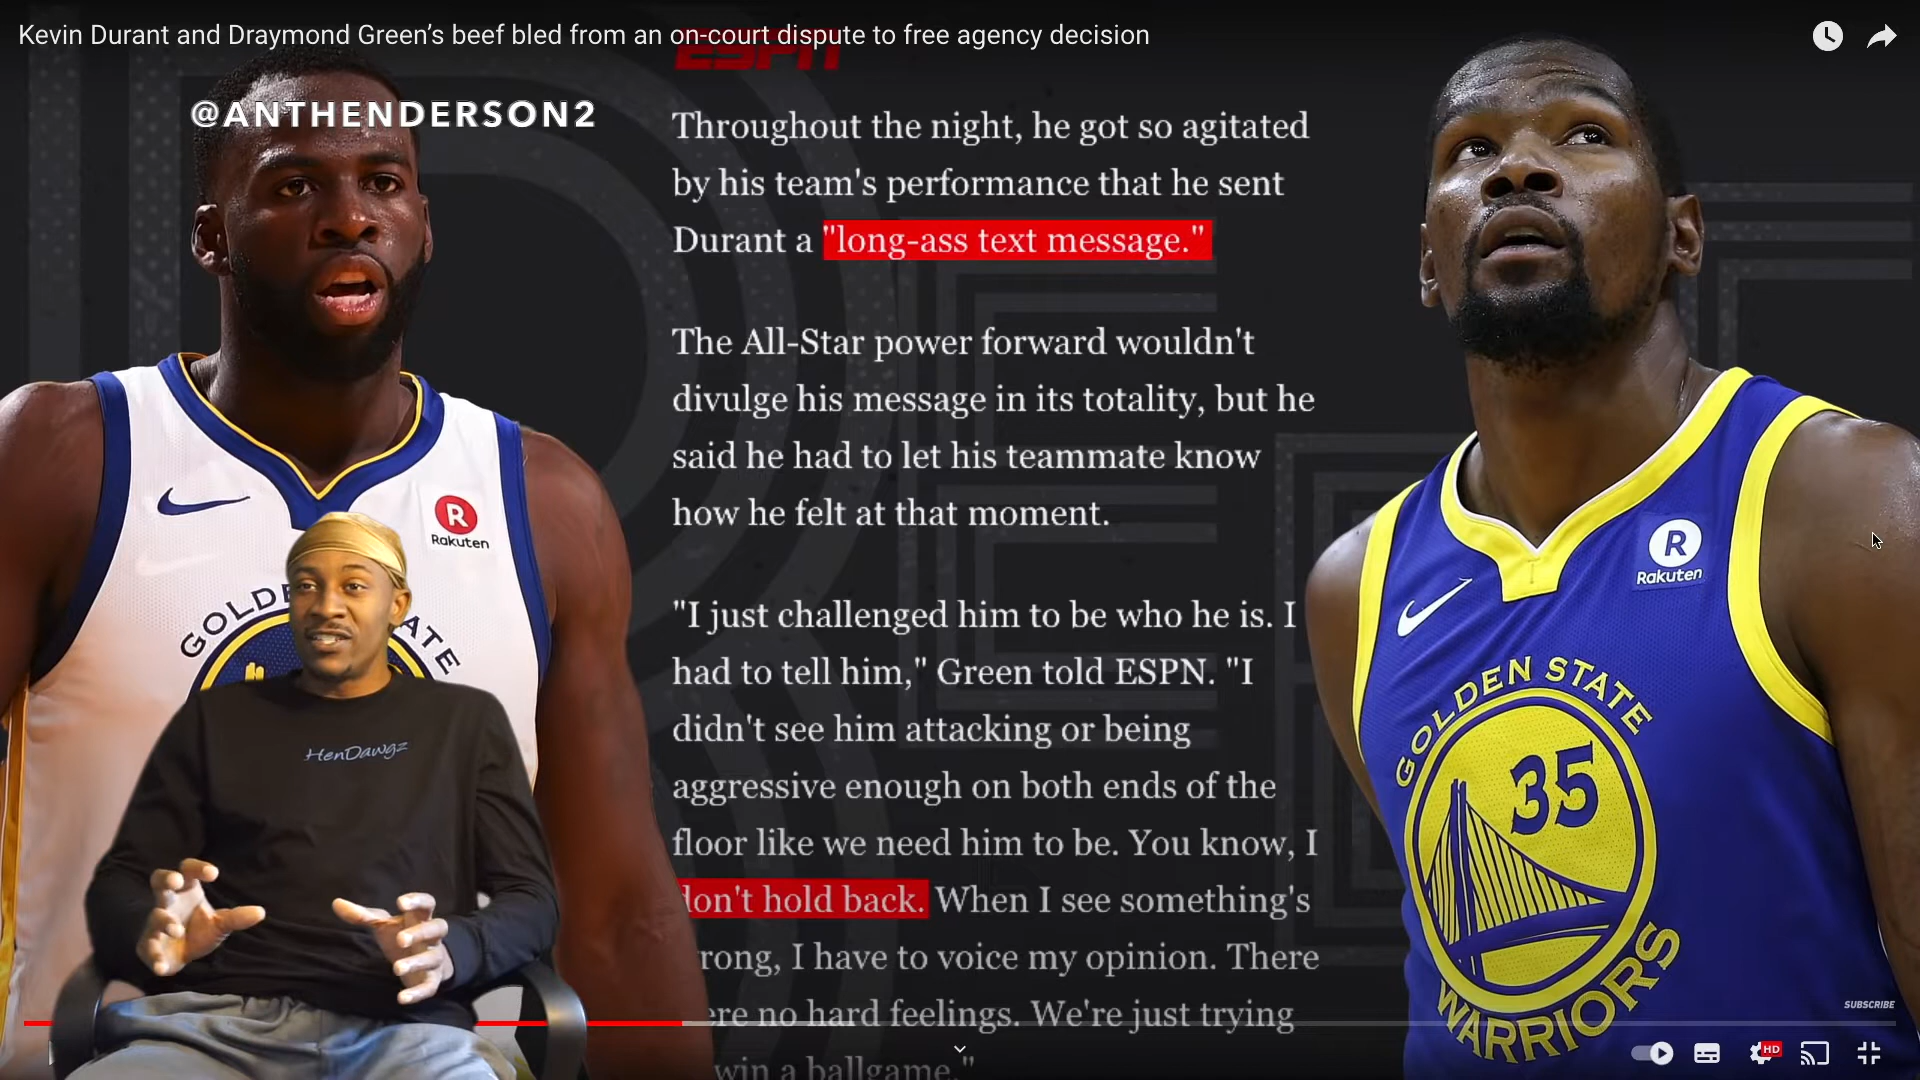 Kevin Durant and Draymond Green’s beef bled from an on-court dispute to free agency decision
ESPN
@ANTHENDERSON2
Throughout the night, he got so agitated
by his team's performance that he sent
Durant a "long-ass text message."
The All-Star power forward wouldn't
divulge his message in its totality, but he
said he had to let his teammate know
how he felt at that moment.
"I just challenged him to be who he is. I
had to tell him," Green told ESPN. "I
didn't see him attacking or being
aggressive enough on both ends of the
floor like we need him to be. You know, I
don't hold back. When I see something's
rong, I have to voice my opinion. There
ere no hard feelings. We're just trying
win a ballgame."
R
Rakuten
GOLDE
ATE
HenDawgz
R
Rakuten
GOLDEN STATE
35
WARRIORS
SUBSCRIBE
HD